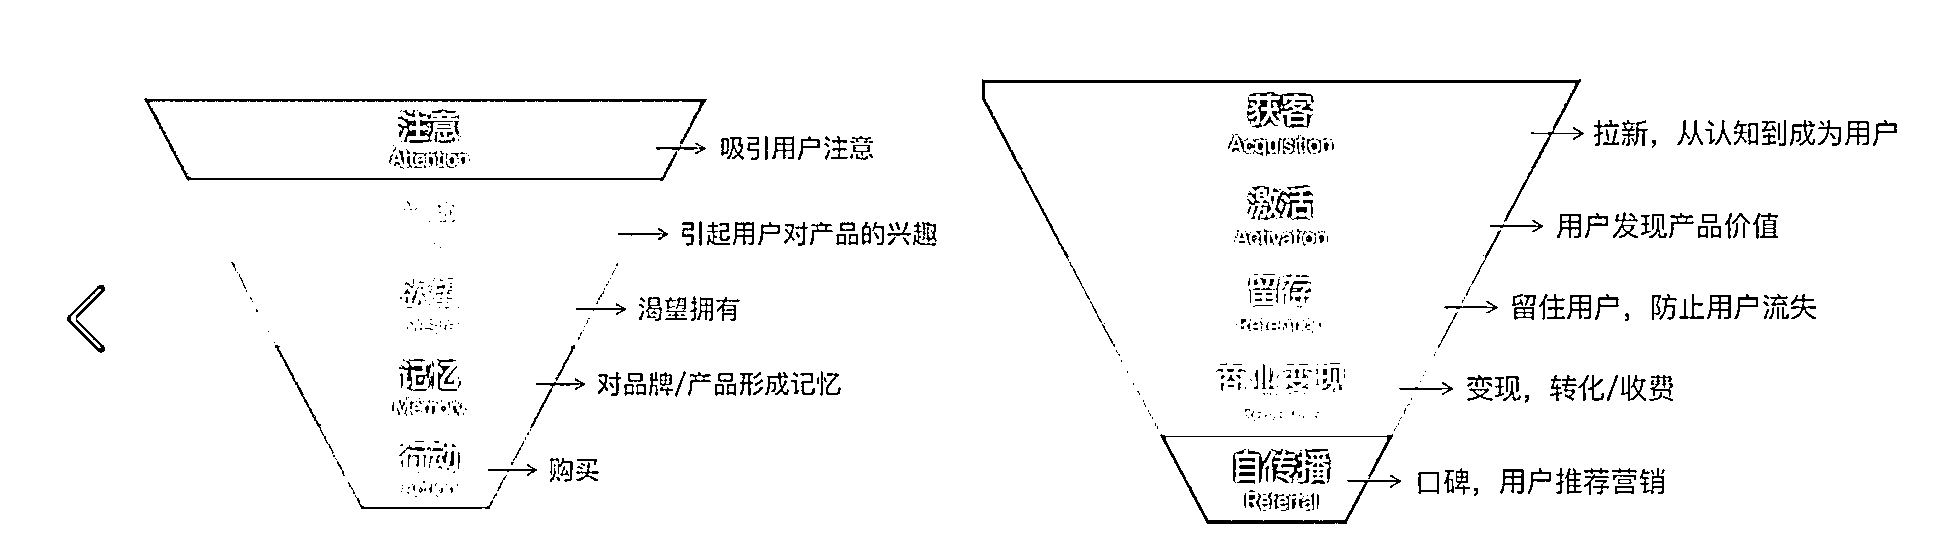 注意
Attention
吸引用户注意
引起用户对产品的兴趣
欲望
渴望拥有
记忆
Memory
对品牌/产品形成记忆
行动
Action
购买
获客
Acquisition
拉新，从认知到成为用户
激活
Activation
用户发现产品价值
留存
Retention
留住用户，防止用户流失
商业变现
变现，转化/收费
自传播
Referral
口碑，用户推荐营销